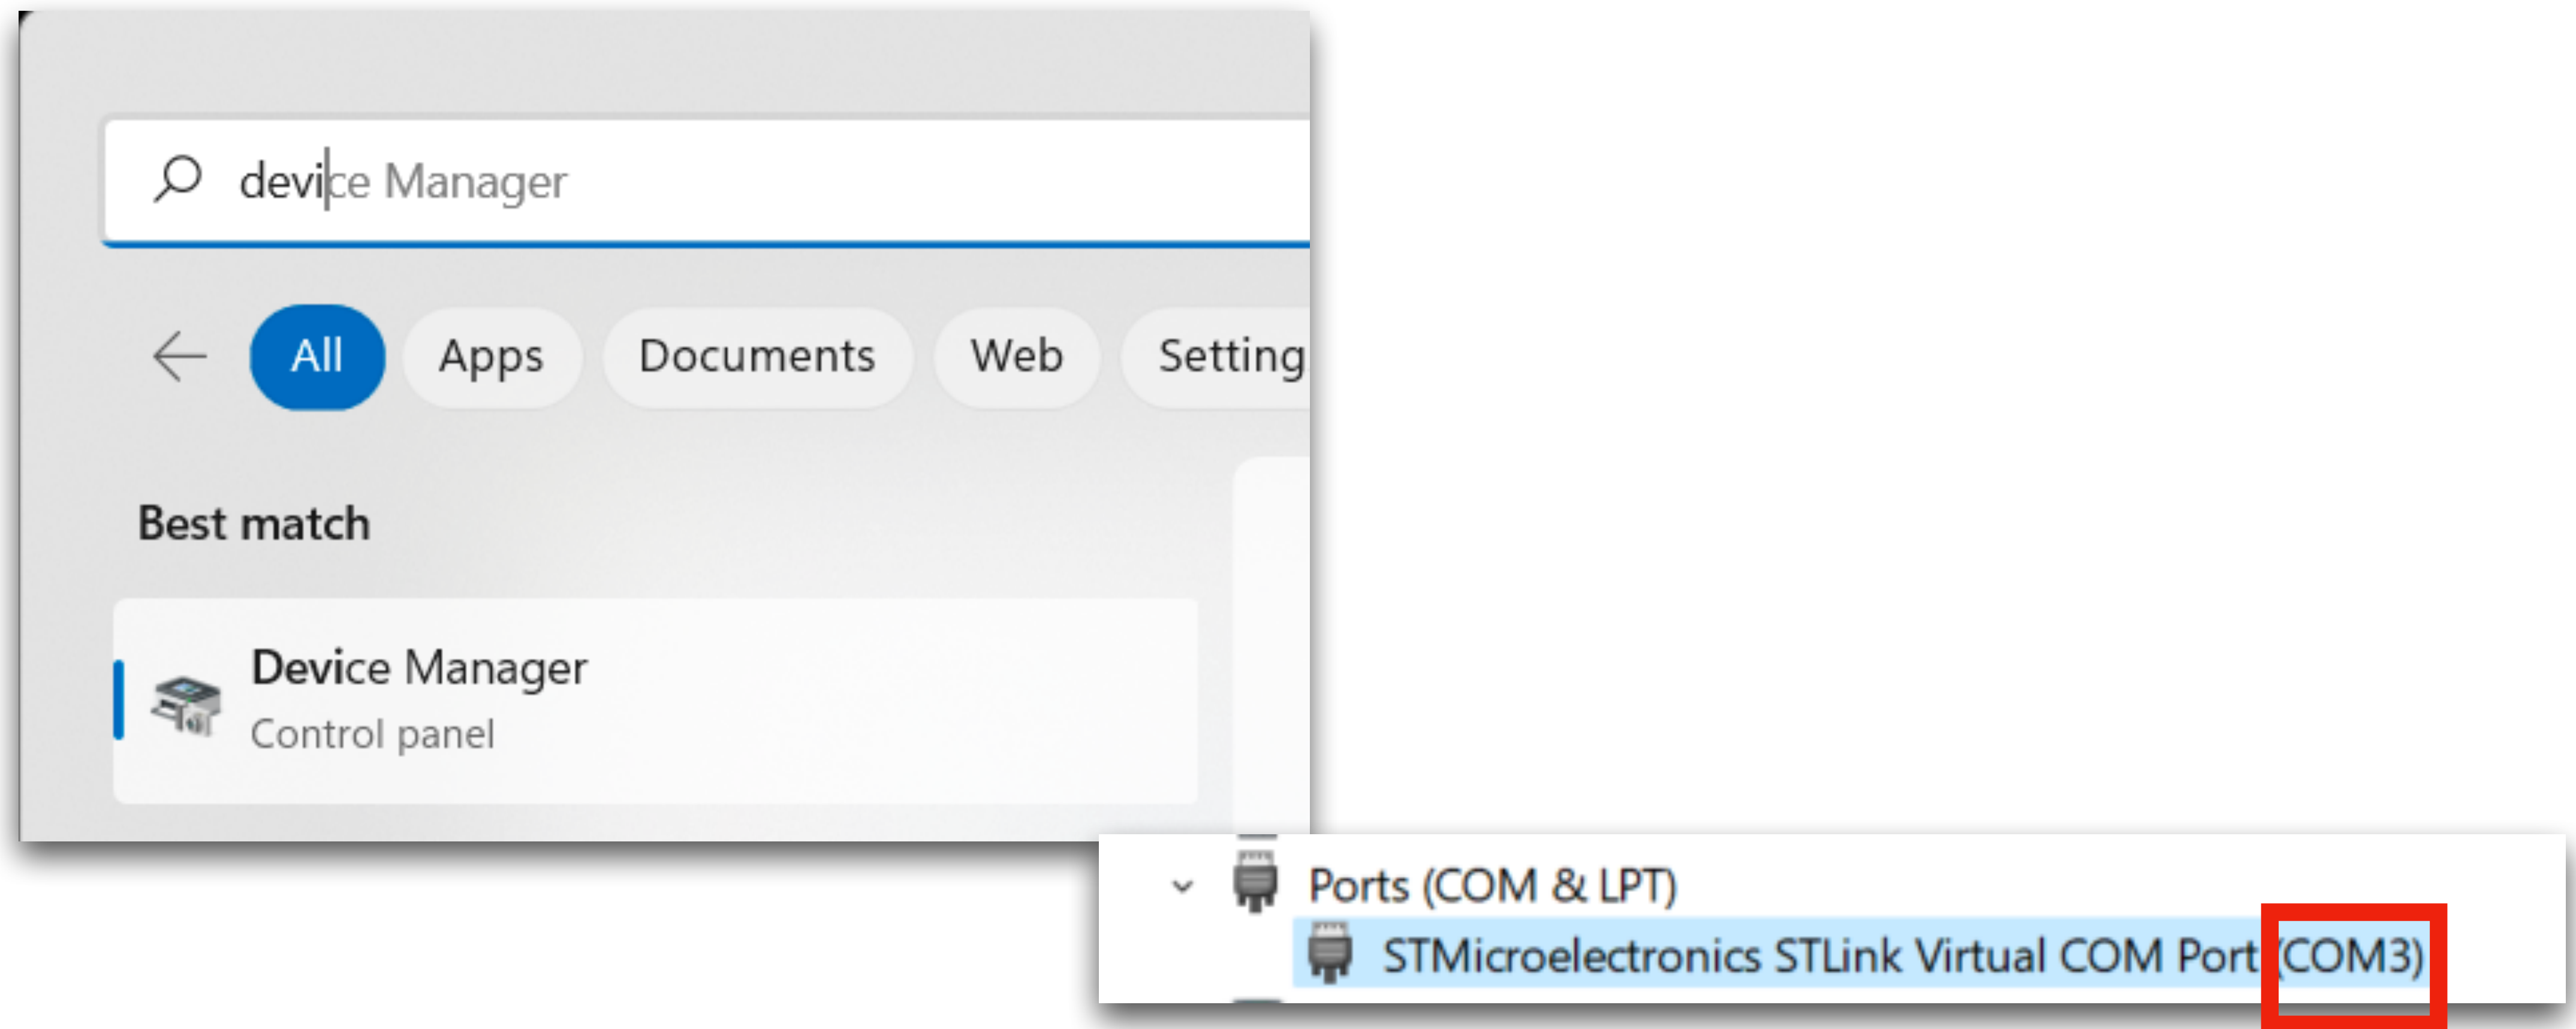 device Manager
All Apps Documents Web Setting
Best match
Device Manager
Control panel
Ports (COM & LPT)
STMicroelectronics STLink Virtual COM Port (COM3)